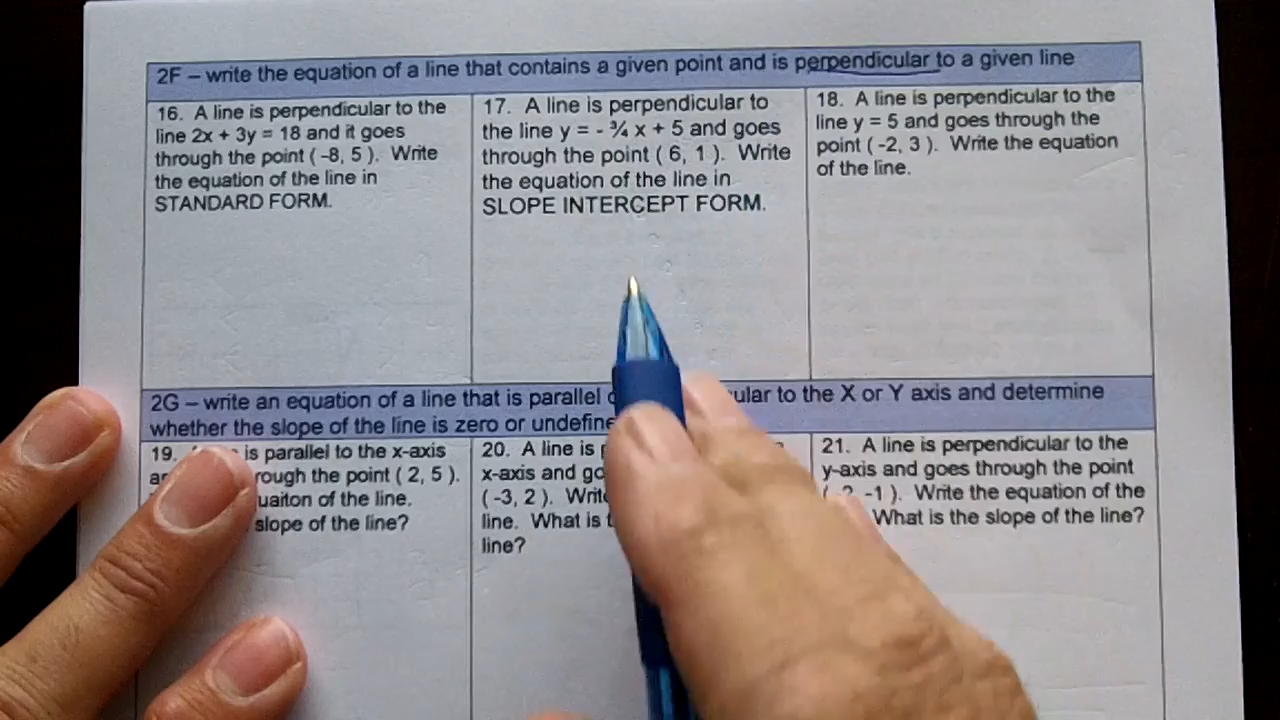 2F – write the equation of a line that contains a given point and is perpendicular to a given line
16. A line is perpendicular to the
line 2x + 3y = 18 and it goes
through the point ( -8, 5 ). Write
the equation of the line in
STANDARD FORM.
17. A line is perpendicular to
the line y = - ¾ x + 5 and goes
through the point ( 6, 1 ). Write
the equation of the line in
SLOPE INTERCEPT FORM.
18. A line is perpendicular to the
line y = 5 and goes through the
point ( -2, 3 ). Write the equation
of the line.
2G – write an equation of a line that is parallel to the X or Y axis and determine
whether the slope of the line is zero or
19. is parallel to the x-axis
the point ( 2, 5 ).
of the line.
slope of the line?
20. A line is
x-axis and
( -3, 2 ).
line. What is
line?
21. A line is perpendicular to the
y-axis and goes through the point
-1 ). Write the equation of the
What is the slope of the line?